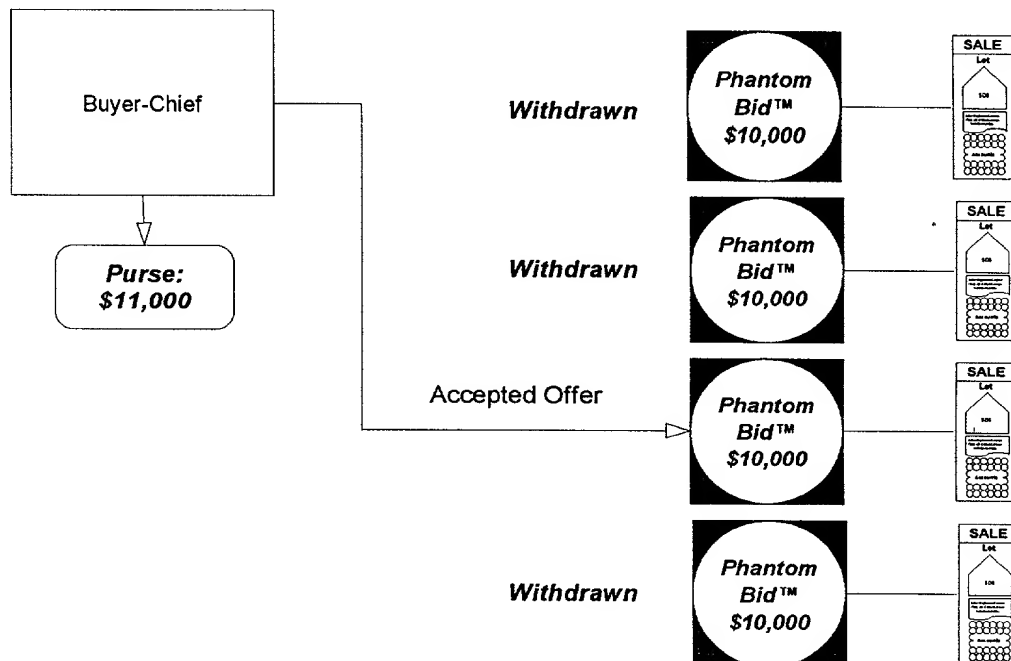 Buyer-Chief
Purse:
$11,000
Accepted Offer
Withdrawn
Phantom
Bid™
$10,000
SALE
Lot
Withdrawn
Phantom
Bid™
$10,000
SALE
Lot
Phantom
Bid™
$10,000
SALE
Lot
Withdrawn
Phantom
Bid™
$10,000
SALE
Lot